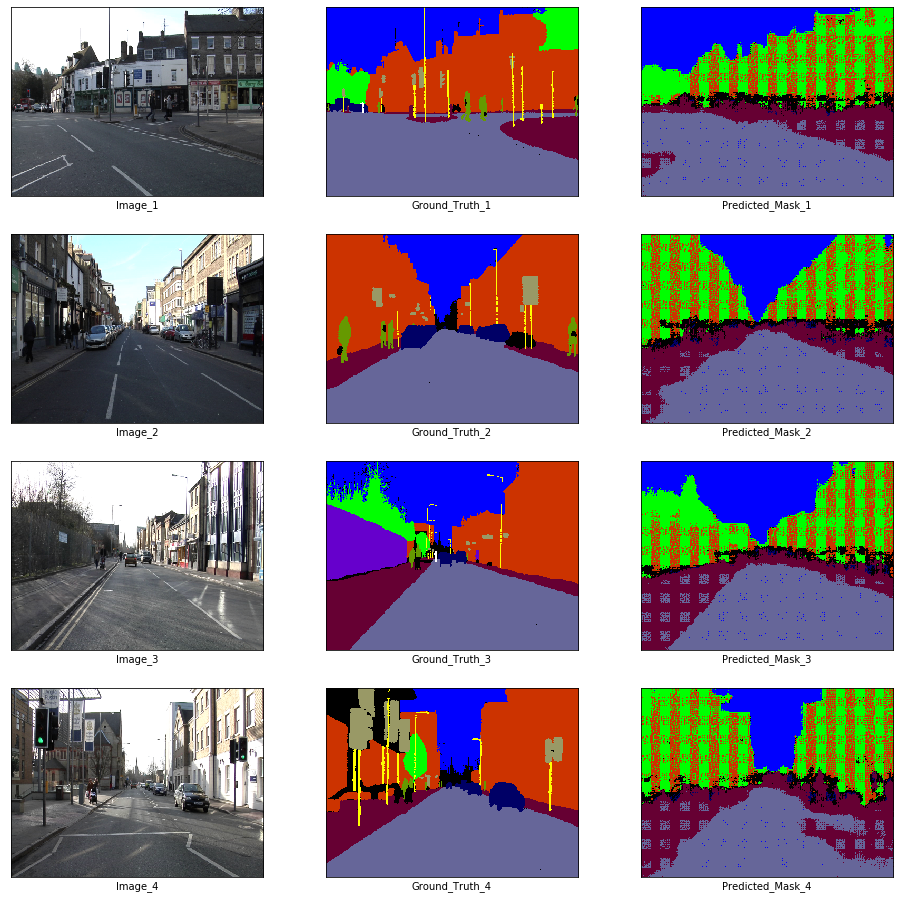 Image_1
Ground_Truth_1
Predicted_Mask_1
Image_2
Ground_Truth_2
Predicted_Mask_2
Image_3
Ground_Truth_3
Predicted_Mask_3
Image_4
Ground_Truth_4
Predicted_Mask_4